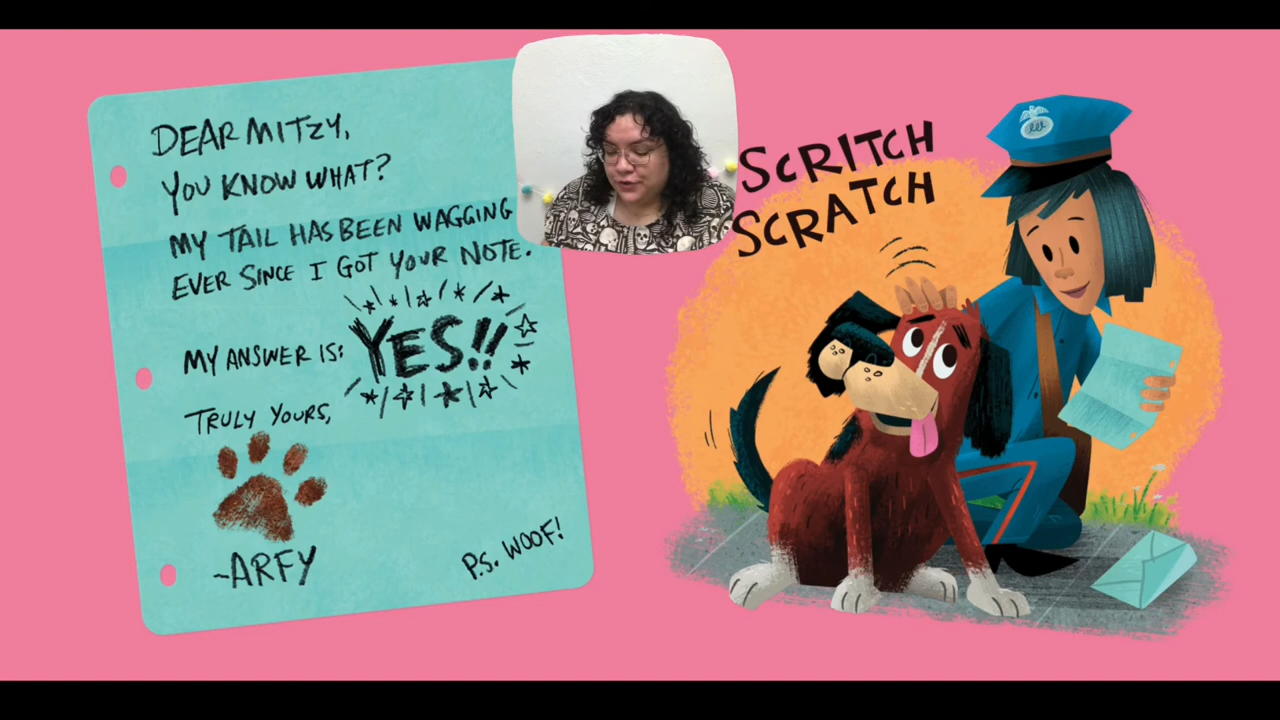 DEAR MITZY,
YOU KNOW WHAT?
MY TAIL HAS BEEN WAGGING
EVER SINCE I GOT YOUR NOTE.
MY ANSWER IS: YES!!
TRULY YOURS,
~ARFY
P.S. WOOF!
SCRITCH
SCRATCH